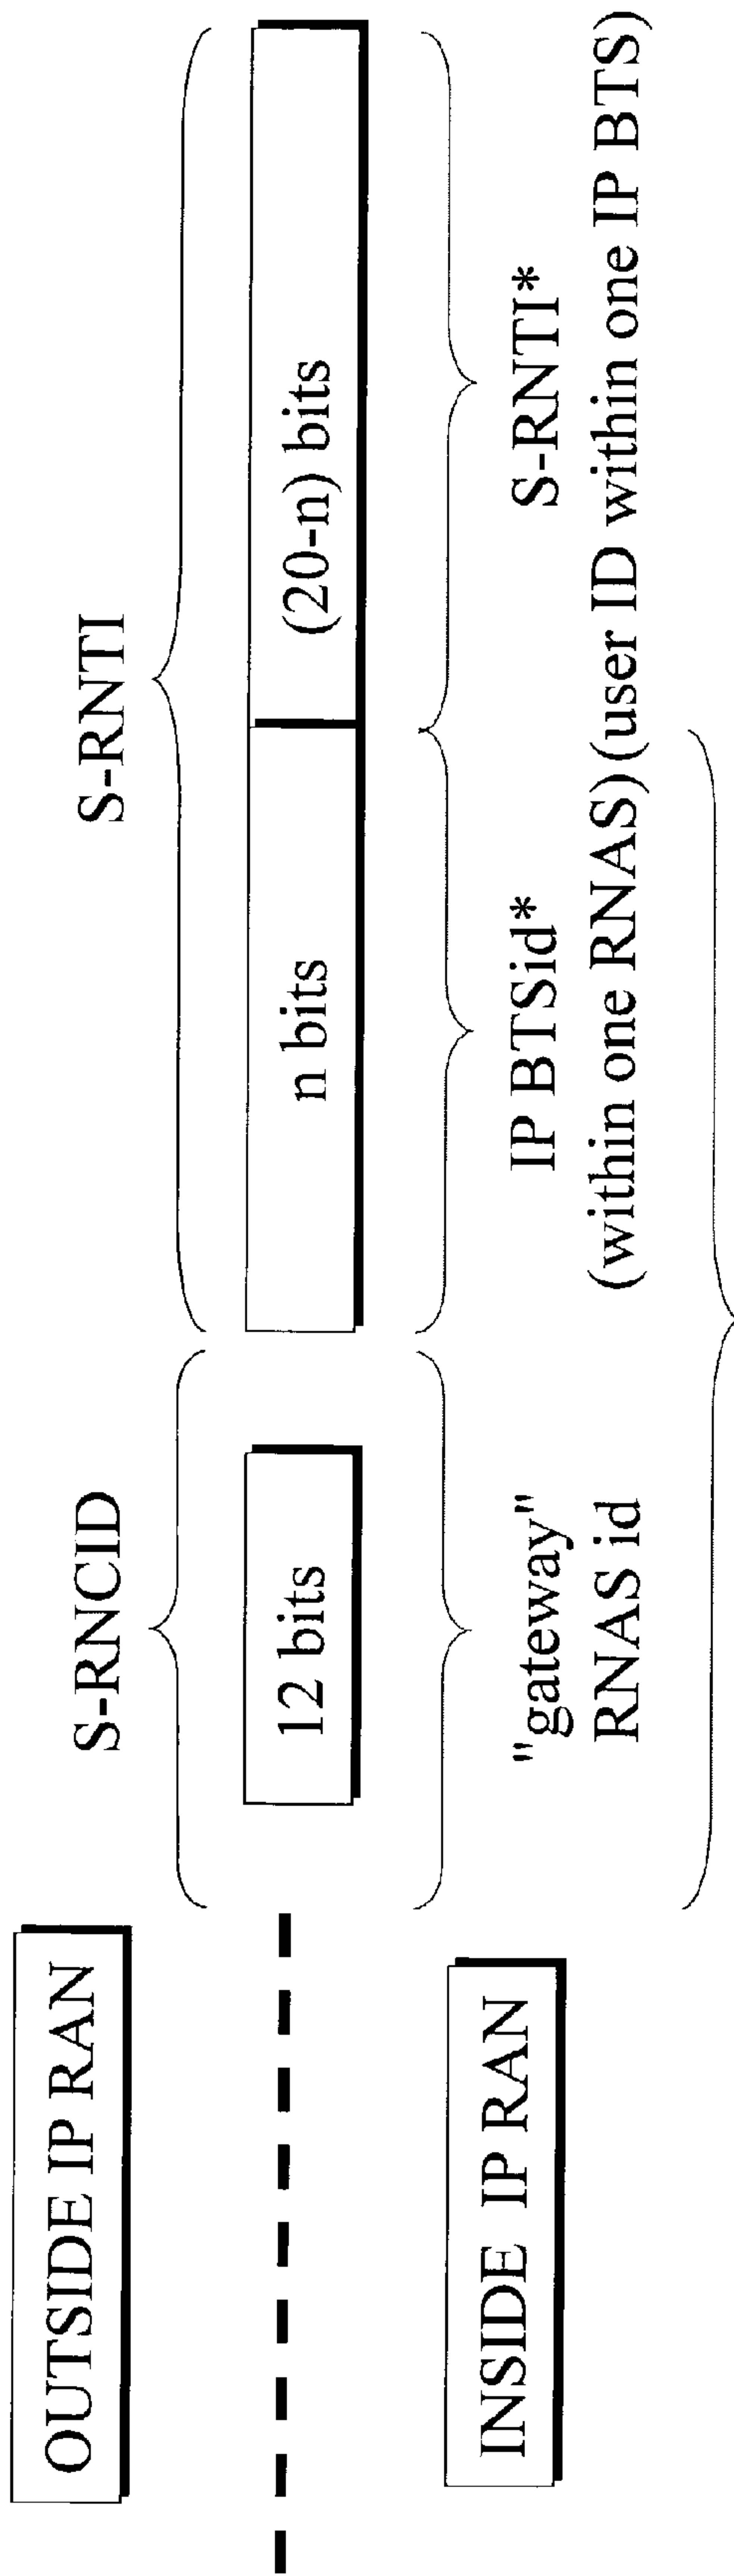 OUTSIDE IP RAN
S-RNCID
S-RNTI
12 bits
n bits
(20-n) bits
INSIDE IP RAN
"gateway"
RNAS id
IP BTSid*
(within one RNAS)
S-RNTI*
(user ID within one IP BTS)